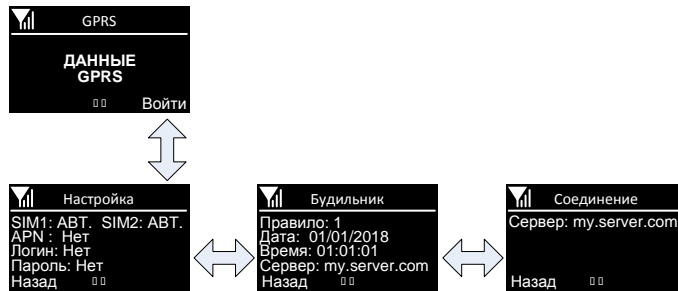 GPRS
ДАННЫЕ
GPRS
Войти
Настройка
SIM1: АВТ. SIM2: АВТ.
APN : Нет
Логин: Нет
Пароль: Нет
Назад
Будильник
Правило: 1
Дата: 01/01/2018
Время: 01:01:01
Сервер: my.server.com
Назад
Соединение
Сервер: my.server.com
Назад